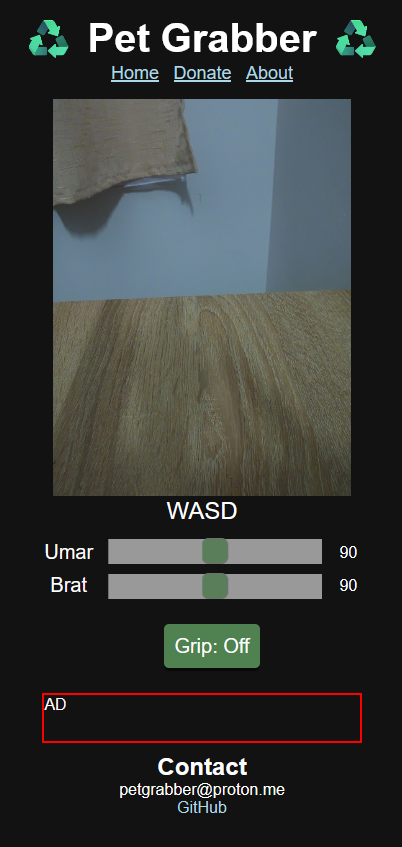 Pet Grabber
Home Donate About
WASD
Umar 90
Brat 90
Grip: Off
AD
Contact
petgrabber@proton.me
GitHub